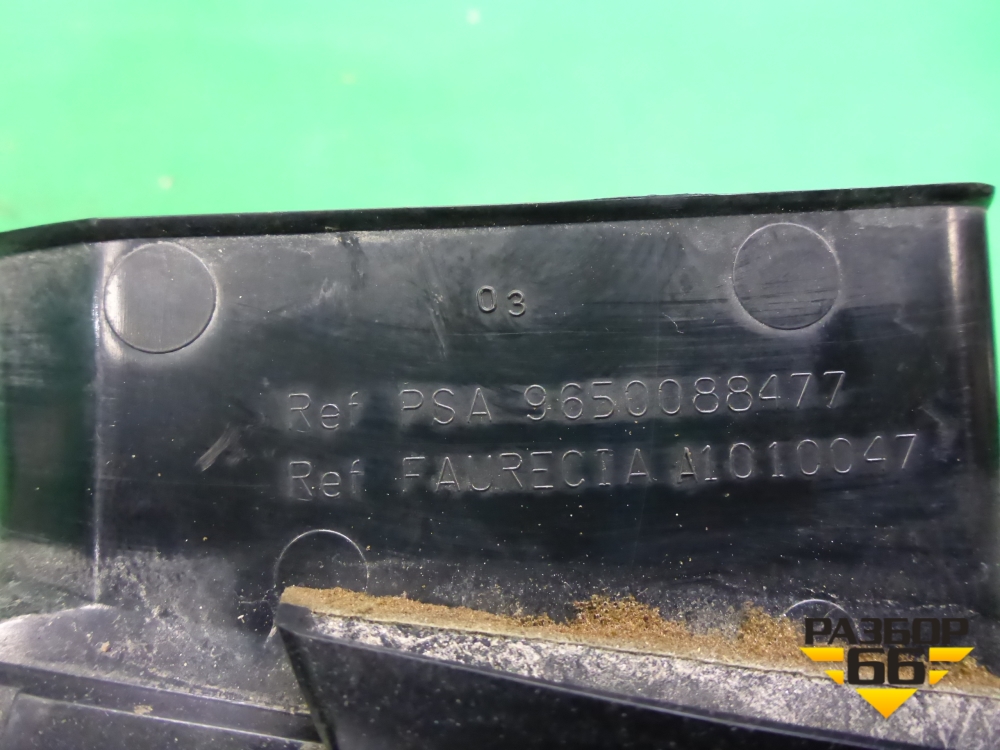 03
Ref PSA 9650088477
Ref FAURECIA A1010047
РАЗБОР
66